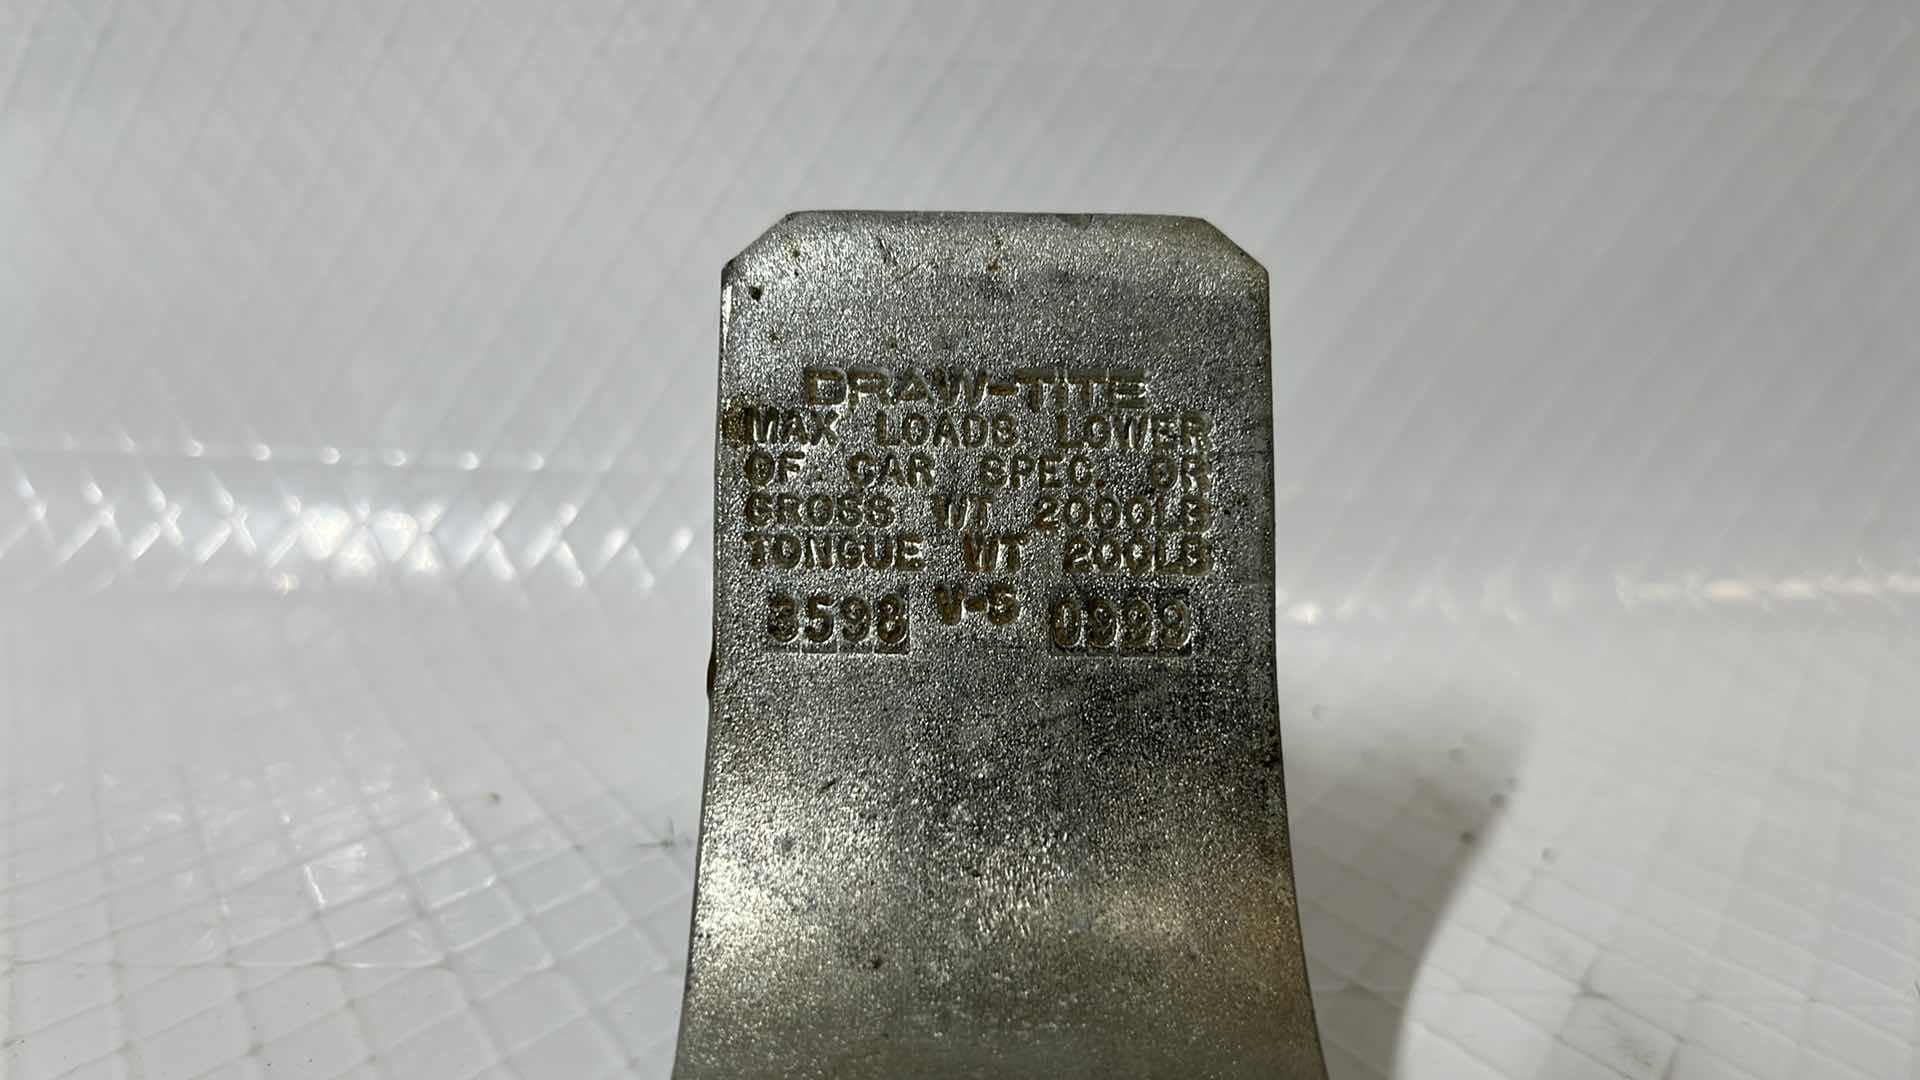 DRAW-TITE
MAX LOADS LOWER
OF CAR SPEC. OR
GROSS WT 2000LB
TONGUE WT 200LB
3598 V-5 0999